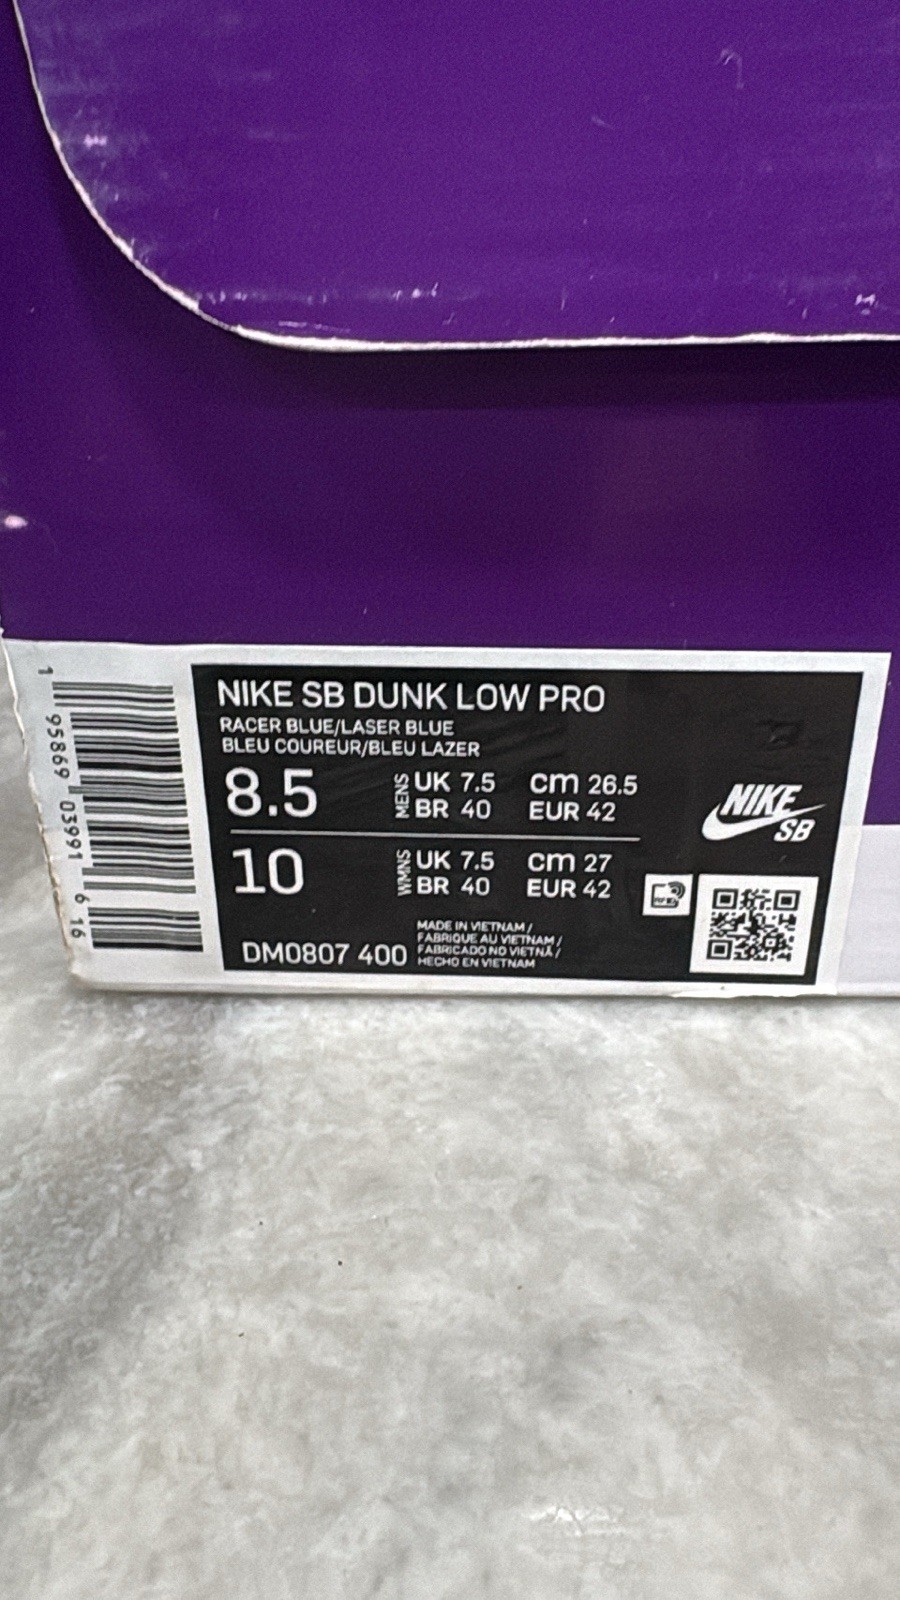 NIKE SB DUNK LOW PRO
RACER BLUE/LASER BLUE
BLEU COUREUR/BLEU LAZER
8.5 MENS UK 7.5 cm 26.5
BR 40 EUR 42
10 WMNS UK 7.5 cm 27
BR 40 EUR 42
DM0807 400
MADE IN VIETNAM /
FABRIQUE AU VIETNAM /
FABRICADO NO VIETNÃ /
HECHO EN VIETNAM
NIKE
SB
RFID
1 95869 03991 6 16